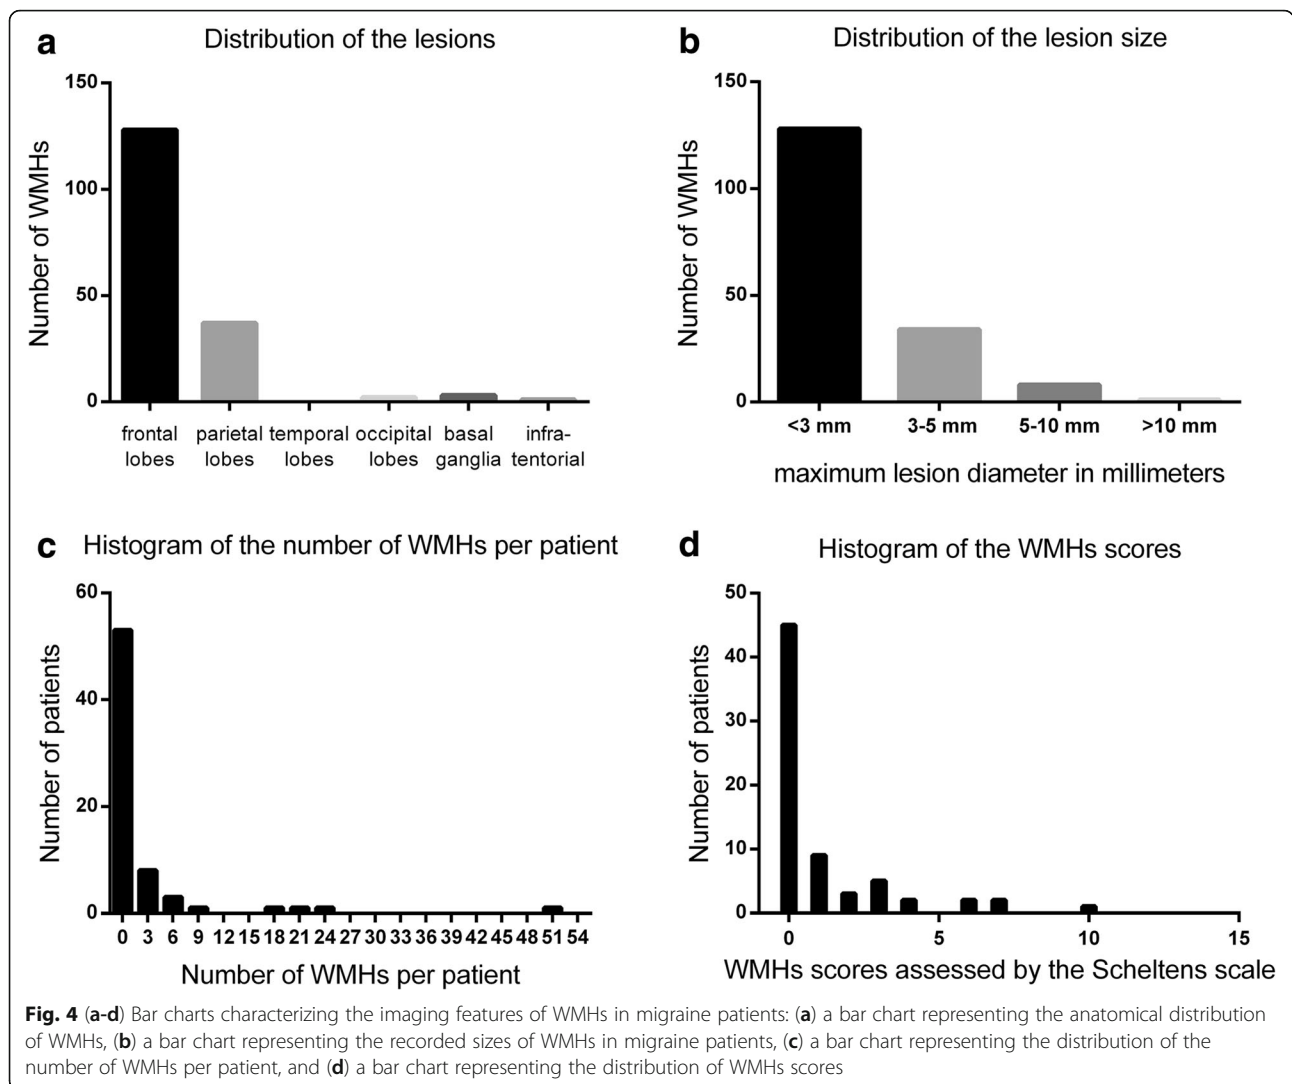 a Distribution of the lesions
Number of WMHs
150
100
50
0
frontal lobes
parietal lobes
temporal lobes
occipital lobes
basal ganglia
infra-tentorial
b Distribution of the lesion size
Number of WMHs
150
100
50
0
<3 mm 3-5 mm 5-10 mm >10 mm
maximum lesion diameter in millimeters
c Histogram of the number of WMHs per patient
Number of patients
60
40
20
0
0 3 6 9 12 15 18 21 24 27 30 33 36 39 42 45 48 51 54
Number of WMHs per patient
d Histogram of the WMHs scores
Number of patients
50
40
30
20
10
0
0 5 10 15
WMHs scores assessed by the Scheltens scale
Fig. 4 (a-d) Bar charts characterizing the imaging features of WMHs in migraine patients: (a) a bar chart representing the anatomical distribution
of WMHs, (b) a bar chart representing the recorded sizes of WMHs in migraine patients, (c) a bar chart representing the distribution of the
number of WMHs per patient, and (d) a bar chart representing the distribution of WMHs scores